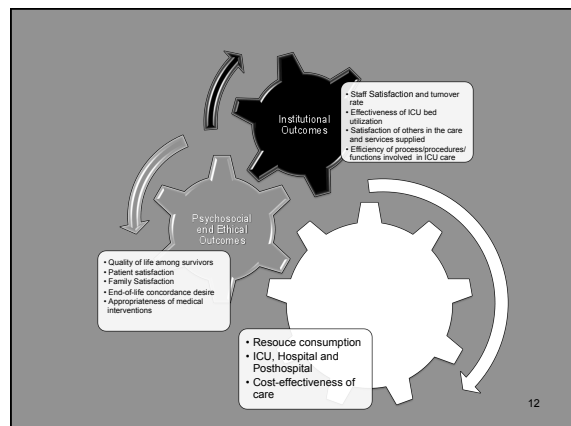 Institutional
Outcomes
• Staff Satisfaction and turnover
rate
• Effectiveness of ICU bed
utilization
• Satisfaction of others in the care
and services supplied
• Efficiency of process/procedures/
functions involved in ICU care
Psychosocial
end Ethical
Outcomes
• Quality of life among survivors
• Patient satisfaction
• Family Satisfaction
• End-of-life concordance desire
• Appropriateness of medical
interventions
• Resouce consumption
• ICU, Hospital and
Posthospital
• Cost-effectiveness of
care
12